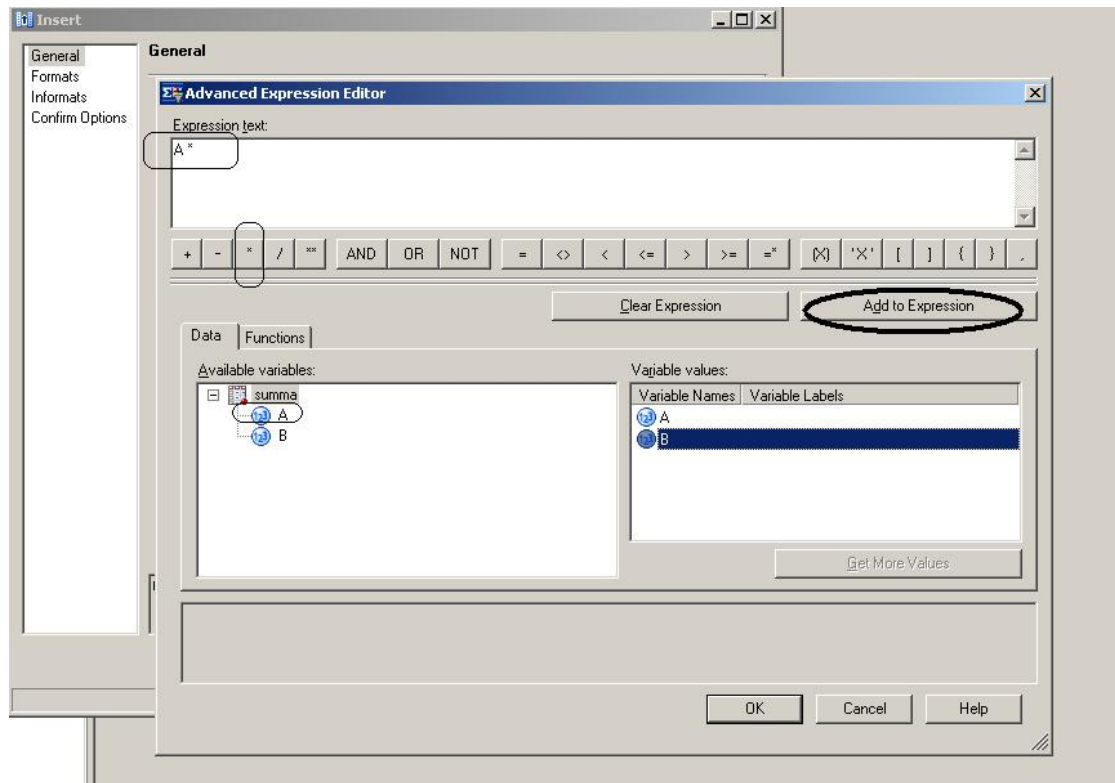 Insert
General
Formats
Informats
Confirm Options
General
Advanced Expression Editor
Expression text:
A *
+ - * / ** AND OR NOT = <> < <= > >= =* (X) 'X' [ ] { } ,
Clear Expression Add to Expression
Data Functions
Available variables:
summa
A
B
Variable values:
Variable Names Variable Labels
A
B
Get More Values
OK Cancel Help